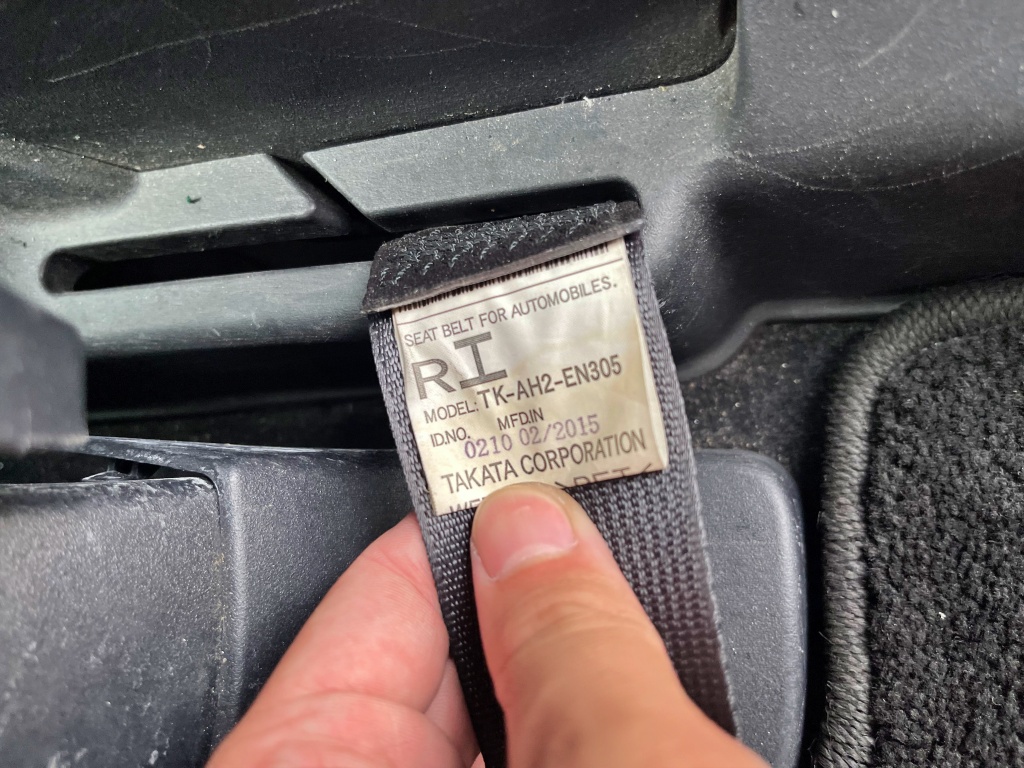 SEAT BELT FOR AUTOMOBILES.
RI
MODEL: TK-AH2-EN305
ID.NO. MFD.IN
0210 02/2015
TAKATA CORPORATION